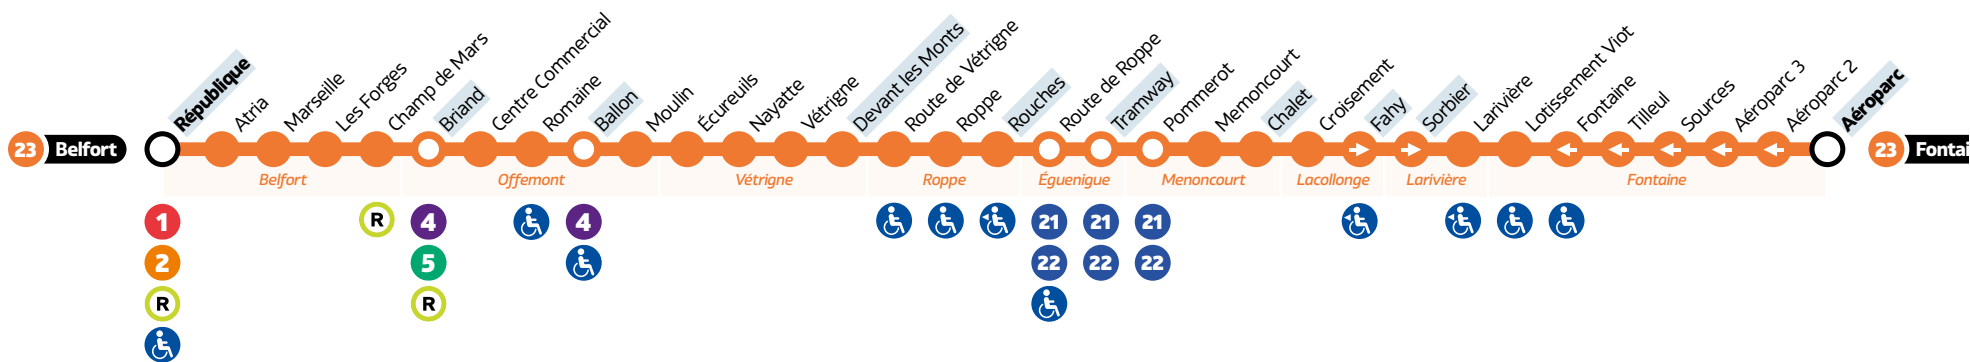 23 Belfort
République
Atria
Marseille
Les Forges
Champ de Mars
Briand
Centre Commercial
Romaine
Ballon
Moulin
Écureuils
Nayatte
Vétrigne
Devant les Monts
Route de Vétrigne
Roppe
Rouches
Route de Roppe
Tramway
Pommerot
Memoncourt
Chalet
Croisement
Fahy
Sorbier
Larivière
Lotissement Viot
Fontaine
Tilleul
Sources
Aéroparc 3
Aéroparc 2
Aéroparc
23 Fontai
Belfort
Offemont
Vétrigne
Roppe
Éguenigue
Menoncourt
Lacollonge
Larivière
Fontaine
1 R 4 4 21 21 21
2 5 22 22 22
R R